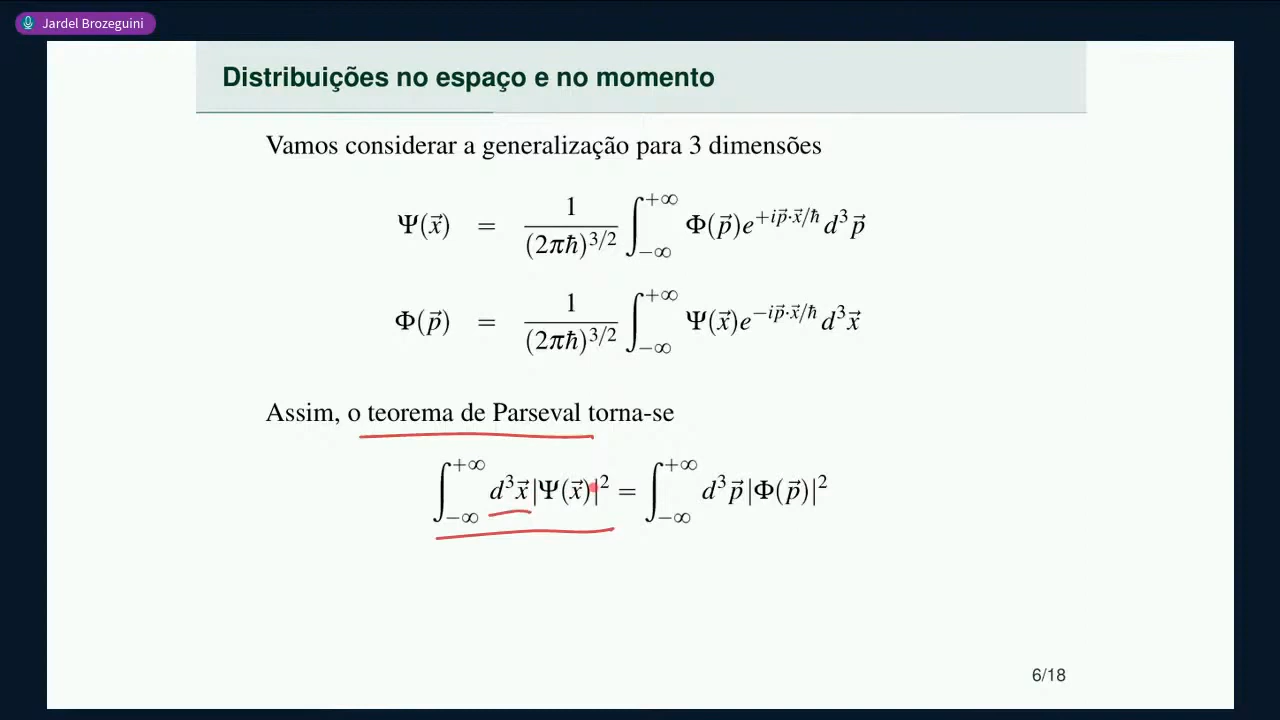 Jardel Brozeguini
Distribuições no espaço e no momento
Vamos considerar a generalização para 3 dimensões
Ψ(x⃗) = 1/(2πħ)^{3/2} ∫_{−∞}^{+∞} Φ(p⃗)e^{+ip⃗·x⃗/ħ} d³p⃗
Φ(p⃗) = 1/(2πħ)^{3/2} ∫_{−∞}^{+∞} Ψ(x⃗)e^{−ip⃗·x⃗/ħ} d³x⃗
Assim, o teorema de Parseval torna-se
∫_{−∞}^{+∞} d³x⃗|Ψ(x⃗)|² = ∫_{−∞}^{+∞} d³p⃗|Φ(p⃗)|²
6/18